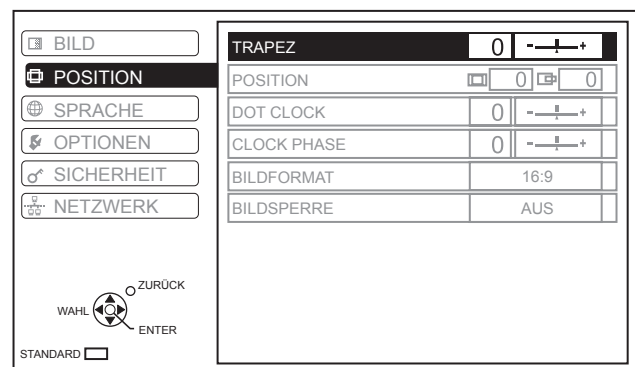 BILD
POSITION
SPRACHE
OPTIONEN
SICHERHEIT
NETZWERK
ZURÜCK
WAHL
ENTER
STANDARD
TRAPEZ 0 - +
POSITION 0 0
DOT CLOCK 0 - +
CLOCK PHASE 0 - +
BILDFORMAT 16:9
BILDSPERRE AUS